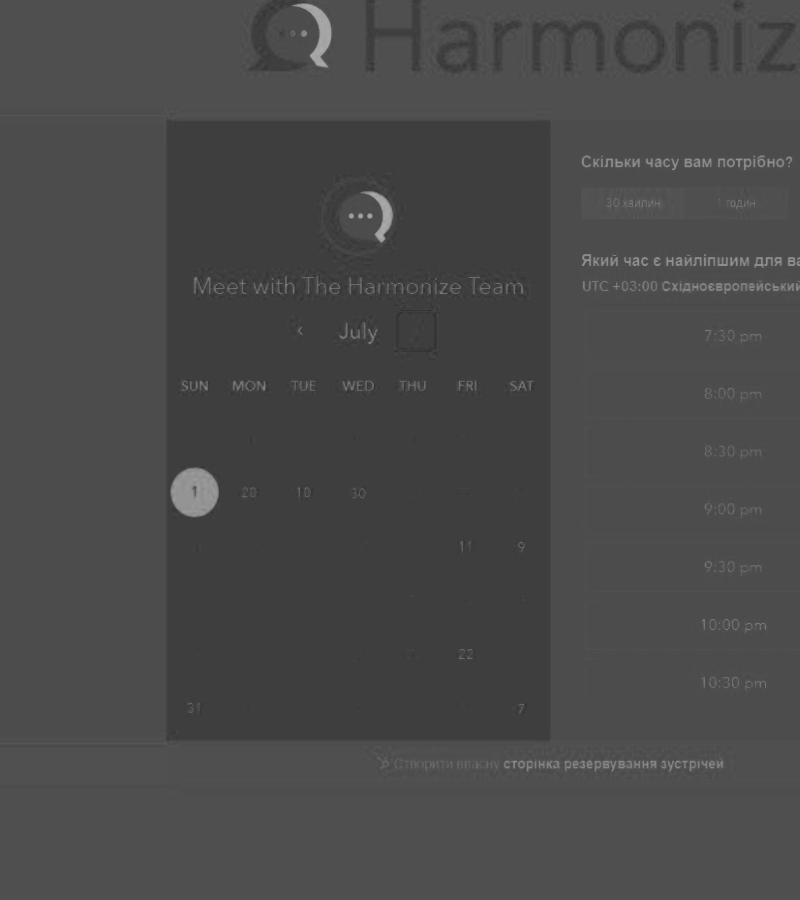 Harmoniz
Meet with The Harmonize Team
July
SUN MON TUE WED THU FRI SAT
1 20 10 30
11 9
22
31 7
Скільки часу вам потрібно?
30 хвилин 1 годин
Який час є найліпшим для ва
UTC +03:00 Східноєвропейський
7:30 pm
8:00 pm
8:30 pm
9:00 pm
9:30 pm
10:00 pm
10:30 pm
Створити власну сторінка резервування зустрічей